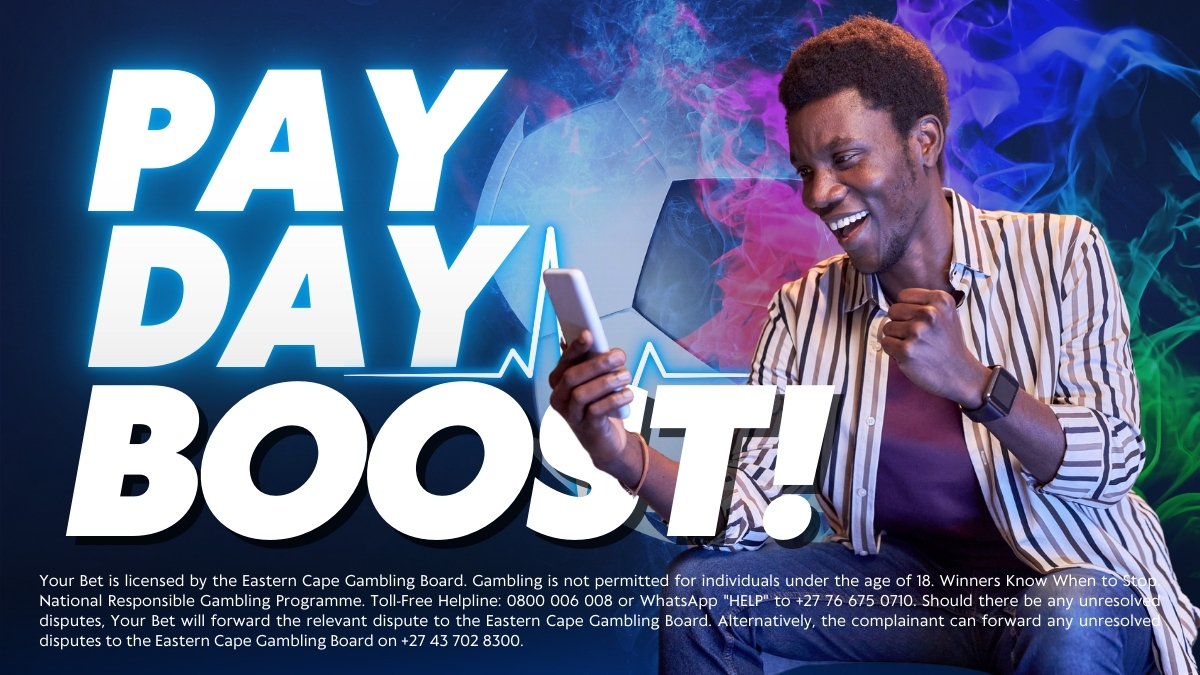 PAY
DAY
BOOST!
Your Bet is licensed by the Eastern Cape Gambling Board. Gambling is not permitted for individuals under the age of 18. Winners Know When to Stop.
National Responsible Gambling Programme. Toll-Free Helpline: 0800 006 008 or WhatsApp "HELP" to +27 76 675 0710. Should there be any unresolved
disputes, Your Bet will forward the relevant dispute to the Eastern Cape Gambling Board. Alternatively, the complainant can forward any unresolved
disputes to the Eastern Cape Gambling Board on +27 43 702 8300.